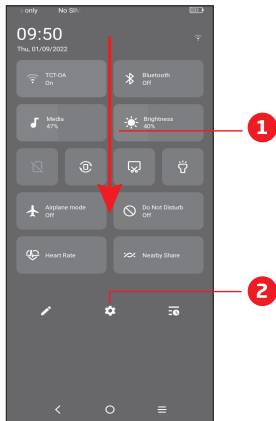 only No SIM
09:50
Thu, 01/09/2022
TCT-OA
On
Bluetooth
Off
Media
47%
Brightness
40%
1
Airplane mode
Off
Do Not Disturb
Off
Heart Rate
Nearby Share
2